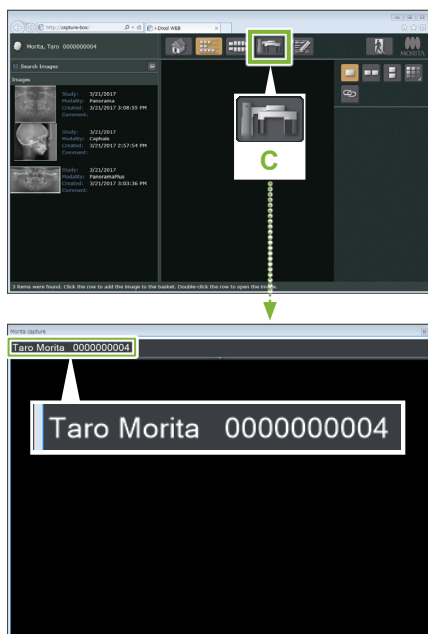 http://capture-box/
i-Dixel WEB
Morita, Taro 0000000004
MORITA
Search Images
Images
Study: 3/21/2017
Modality: Panorama
Created: 3/21/2017 3:08:55 PM
Comment:
Study: 3/21/2017
Modality: Cephalo
Created: 3/21/2017 2:57:54 PM
Comment:
Study: 3/21/2017
Modality: PanoramaPlus
Created: 3/21/2017 3:03:36 PM
Comment:
C
3 items were found. Click the row to add the image to the basket. Double-click the row to open the image.
Morita capture
Taro Morita 0000000004
Taro Morita 0000000004